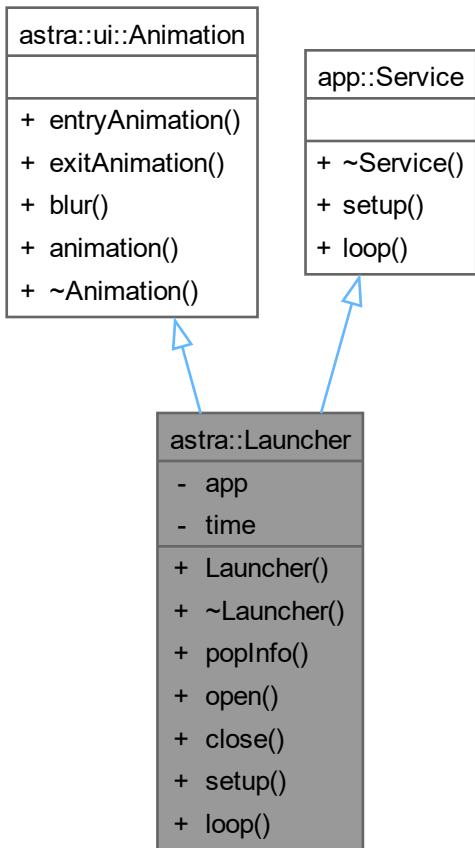 astra::ui::Animation
+ entryAnimation()
+ exitAnimation()
+ blur()
+ animation()
+ ~Animation()
app::Service
+ ~Service()
+ setup()
+ loop()
astra::Launcher
- app
- time
+ Launcher()
+ ~Launcher()
+ popInfo()
+ open()
+ close()
+ setup()
+ loop()